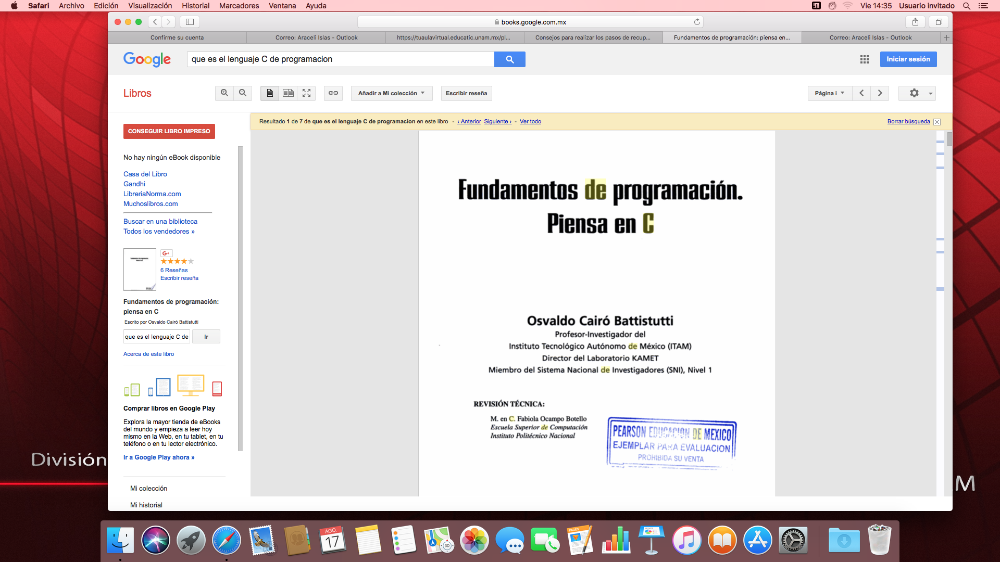 Safari Archivo Edición Visualización Historial Marcadores Ventana Ayuda
Vie 14:35 Usuario invitado
books.google.com.mx
Confirme su cuenta
Correo: Araceli Islas - Outlook
https://tuaulavirtual.educatic.unam.mx/pl...
Consejos para realizar los pasos de recup...
Fundamentos de programación: piensa en...
Correo: Araceli Islas - Outlook
Google
que es el lenguaje C de programacion
Iniciar sesión
Libros
Añadir a Mi colección
Escribir reseña
Página i
Resultado 1 de 7 de que es el lenguaje C de programacion en este libro - ‹ Anterior Siguiente › - Ver todo
Borrar búsqueda
CONSEGUIR LIBRO IMPRESO
No hay ningún eBook disponible
Casa del Libro
Gandhi
LibreriaNorma.com
Muchoslibros.com
Buscar en una biblioteca
Todos los vendedores »
G+
6 Reseñas
Escribir reseña
Fundamentos de programación:
piensa en C
Escrito por Osvaldo Cairó Battistutti
que es el lenguaje C de
Ir
Acerca de este libro
Comprar libros en Google Play
Explora la mayor tienda de eBooks
del mundo y empieza a leer hoy
mismo en la Web, en tu tablet, en tu
teléfono o en tu lector electrónico.
Ir a Google Play ahora »
Mi colección
Mi historial
Fundamentos de programación.
Piensa en C
Osvaldo Cairó Battistutti
Profesor-Investigador del
Instituto Tecnológico Autónomo de México (ITAM)
Director del Laboratorio KAMET
Miembro del Sistema Nacional de Investigadores (SNI), Nivel 1
REVISIÓN TÉCNICA:
M. en C. Fabiola Ocampo Botello
Escuela Superior de Computación
Instituto Politécnico Nacional
PEARSON EDUCACION DE MEXICO
EJEMPLAR PARA EVALUACION
PROHIBIDA SU VENTA
División
M
AGO.
17
3D
PAGES